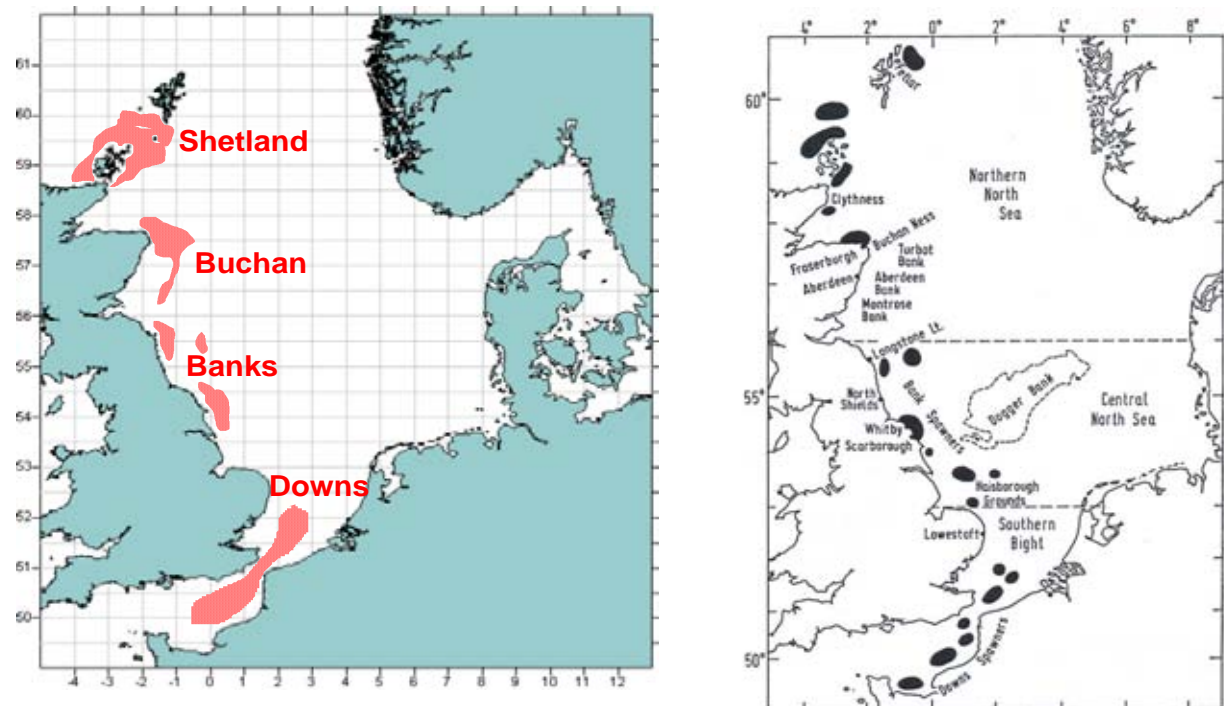 Shetland
Buchan
Banks
Downs
61
60
59
58
57
56
55
54
53
52
51
50
-4 -3 -2 -1 0 1 2 3 4 5 6 7 8 9 10 11 12
4° 2° 0° 2° 4° 6° 8°
60°
55°
50°
Northern
North
Sea
Clythness
Buchan Ness
Fraserburgh
Turbot
Bank
Aberdeen
Aberdeen
Bank
Montrose
Bank
Longstone Lt.
North
Shields
Bank Spawners
Dogger Bank
Central
North Sea
Whitby
Scarborough
Haisborough
Grounds
Lowestoft
Southern
Bight
Downs Spawners